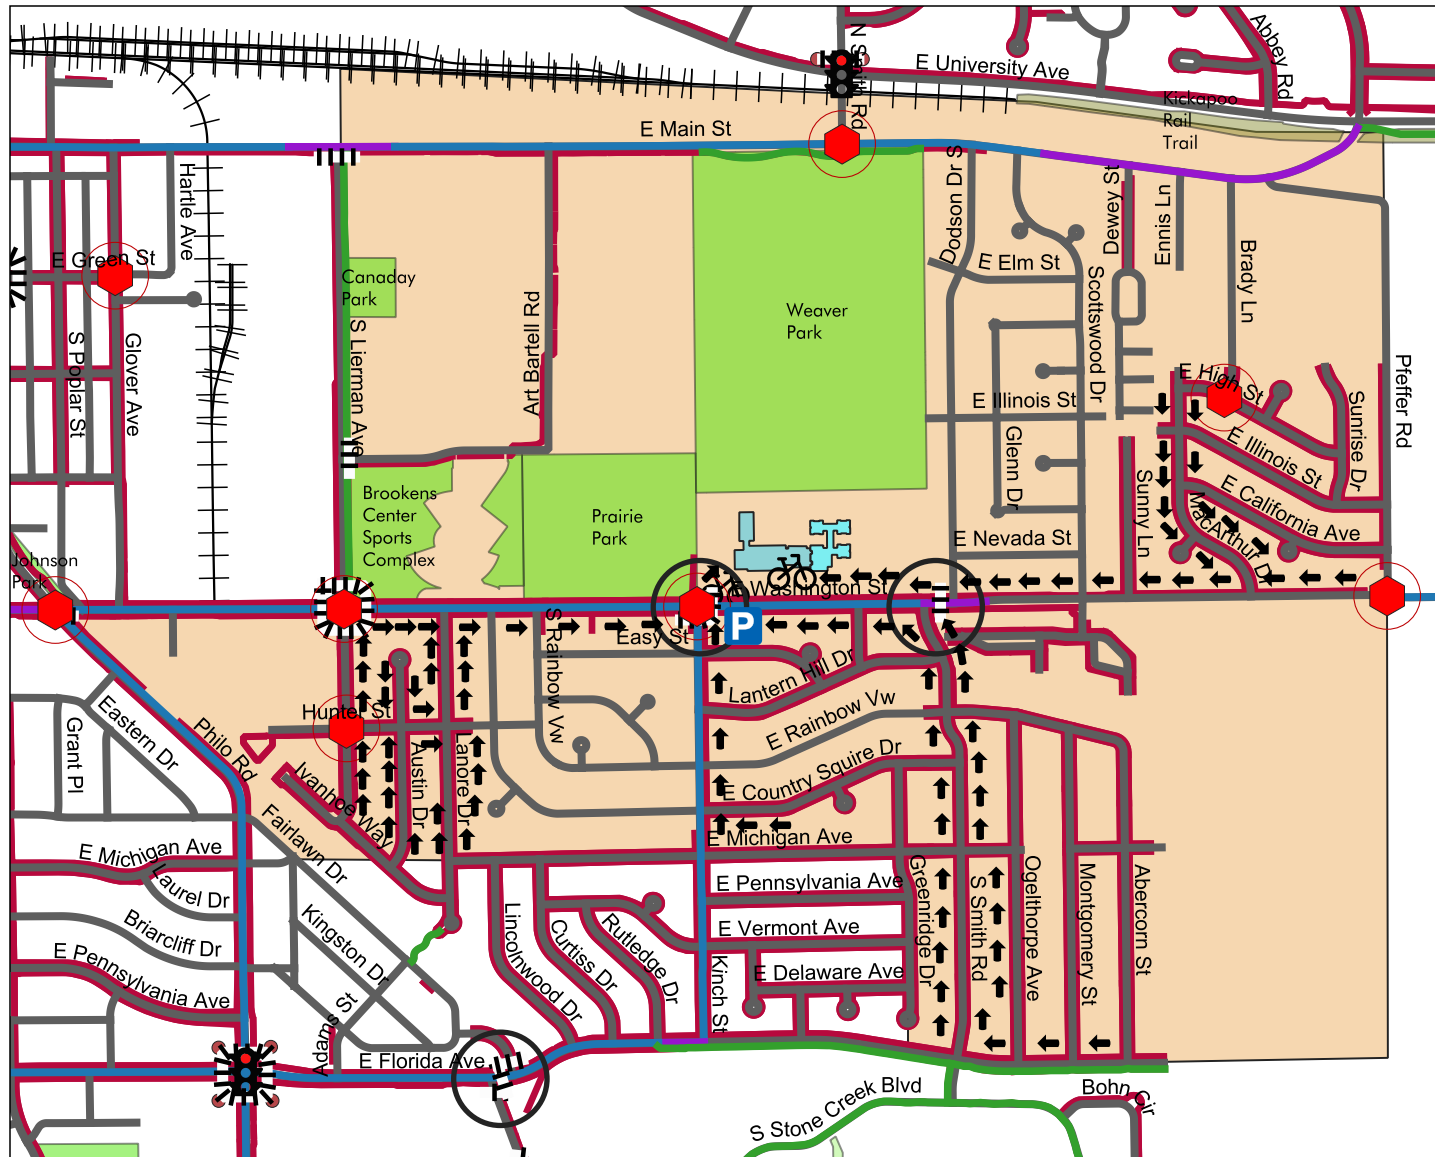 Abbey Rd
N Smith Rd
E University Ave
Kickapoo
Rail
Trail
E Main St
Hartle Ave
Dodson Dr S
Dewey St
Ennis Ln
E Green St
Canaday
Park
E Elm St
Brady Ln
Scottswood Dr
Weaver
Park
S Poplar St
Glover Ave
S Lierman Ave
Art Bartell Rd
Pfeffer Rd
E High St
Sunrise Dr
E Illinois St
E Illinois St
Glenn Dr
Sunny Ln
E California Ave
MacArthur Dr
Brookens
Center
Sports
Complex
Prairie
Park
E Nevada St
Johnson
Park
E Washington St
P
Easy St
S Rainbow Vw
Lantern Hill Dr
E Rainbow Vw
Hunter St
Grant Pl
Eastern Dr
Philo Rd
Ivanhoe Way
Austin Dr
Lanore Dr
E Country Squire Dr
Fairlawn Dr
E Michigan Ave
E Michigan Ave
Laurel Dr
Briarcliff Dr
E Pennsylvania Ave
E Pennsylvania Ave
Kingston Dr
Lincolnwood Dr
Curtiss Dr
Rutledge Dr
E Vermont Ave
E Delaware Ave
Kinch St
Greenridge Dr
S Smith Rd
Ogelthorpe Ave
Montgomery St
Abercorn St
Adams St
E Florida Ave
S Stone Creek Blvd
Bohn Cir